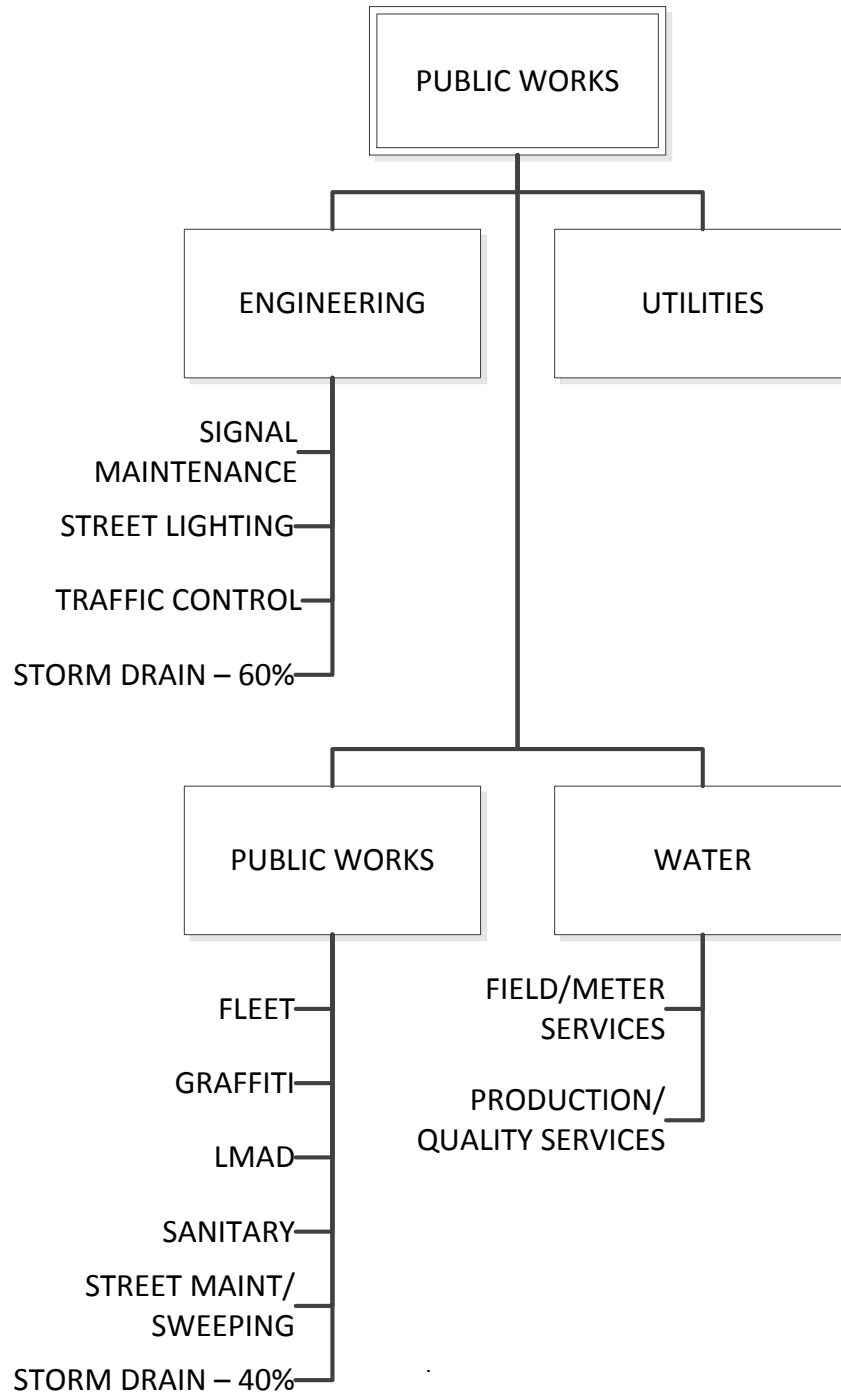 PUBLIC WORKS
ENGINEERING
UTILITIES
SIGNAL
MAINTENANCE
STREET LIGHTING
TRAFFIC CONTROL
STORM DRAIN – 60%
PUBLIC WORKS
WATER
FLEET
GRAFFITI
LMAD
SANITARY
STREET MAINT/
SWEEPING
STORM DRAIN – 40%
FIELD/METER
SERVICES
PRODUCTION/
QUALITY SERVICES